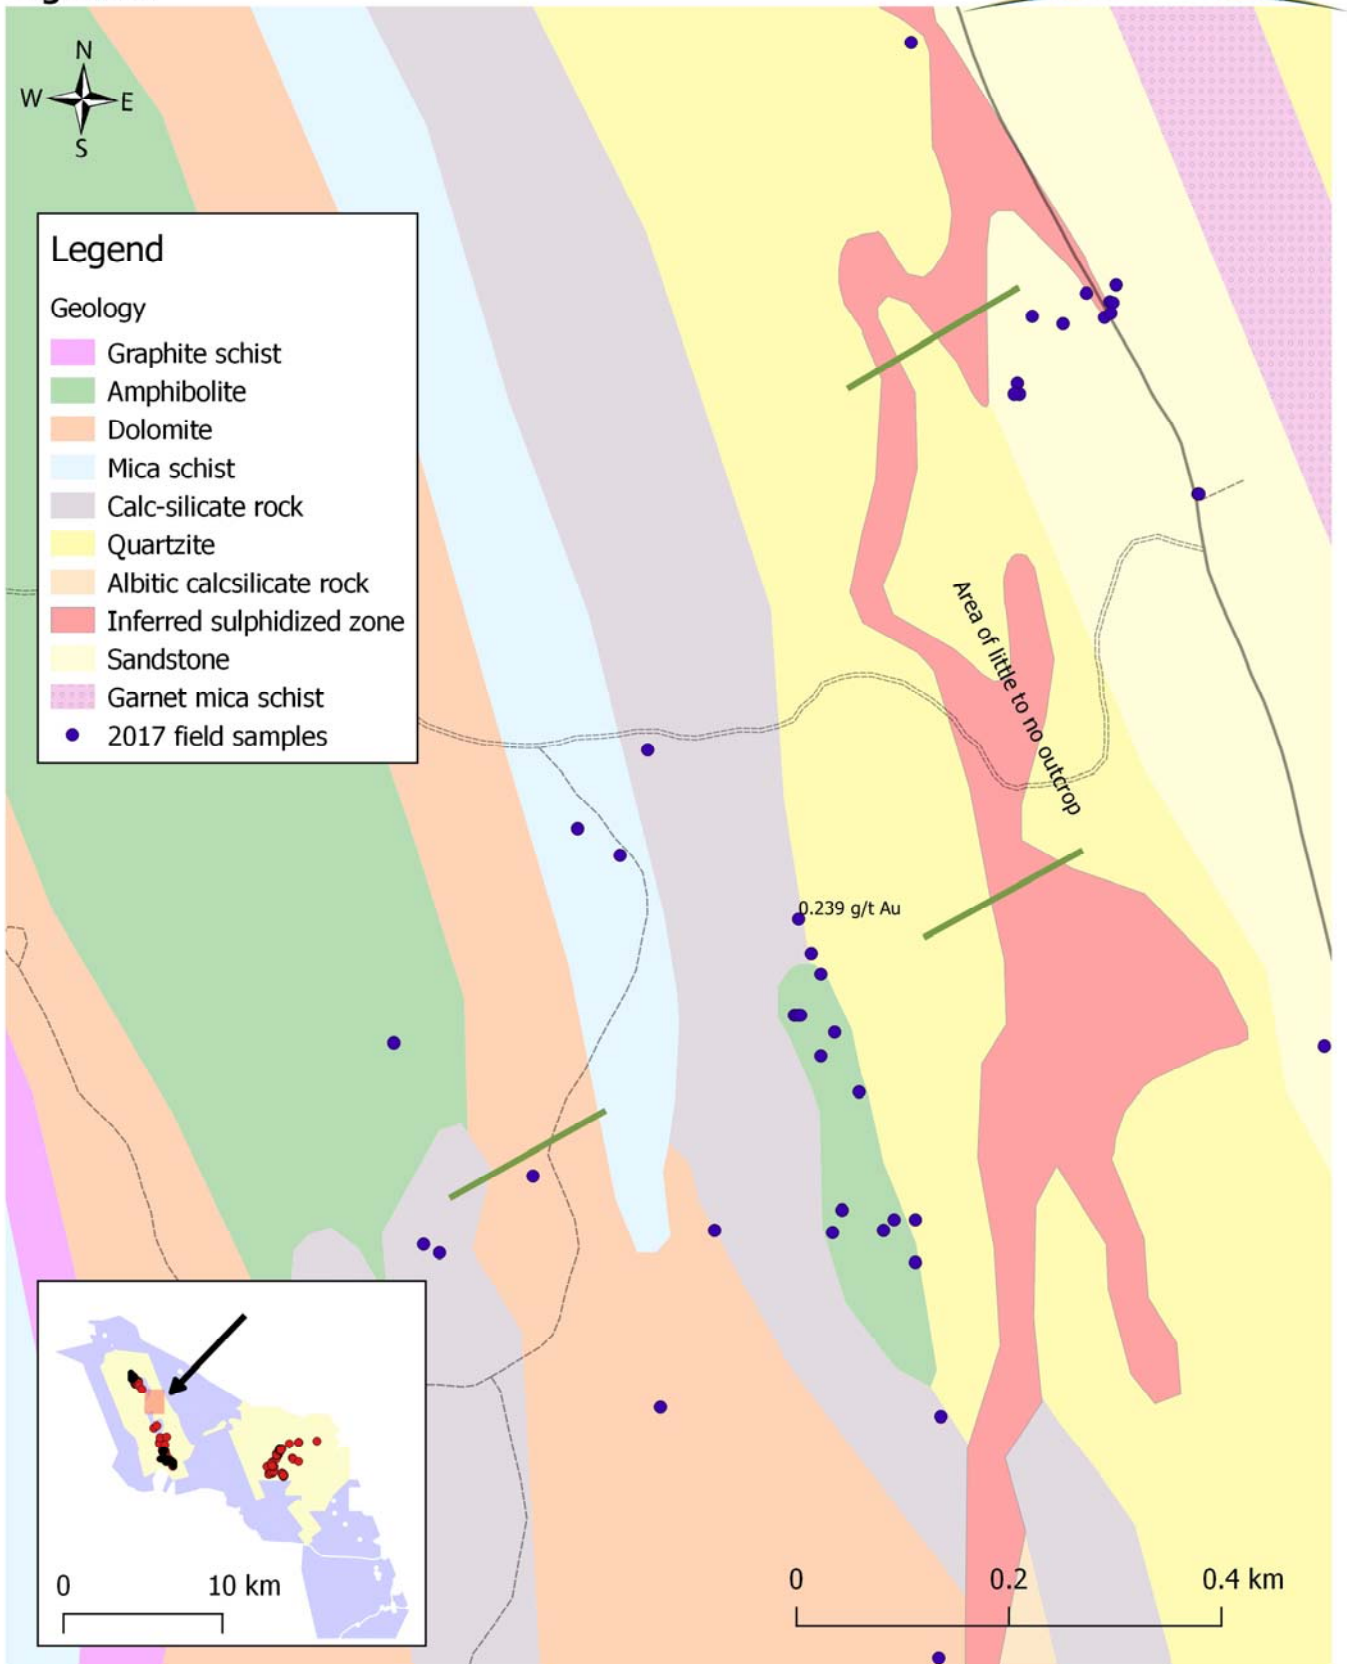 N
W E
S
Legend
Geology
Graphite schist
Amphibolite
Dolomite
Mica schist
Calc-silicate rock
Quartzite
Albitic calcsilicate rock
Inferred sulphidized zone
Sandstone
Garnet mica schist
2017 field samples
Area of little to no outcrop
0.239 g/t Au
0 10 km
0 0.2 0.4 km